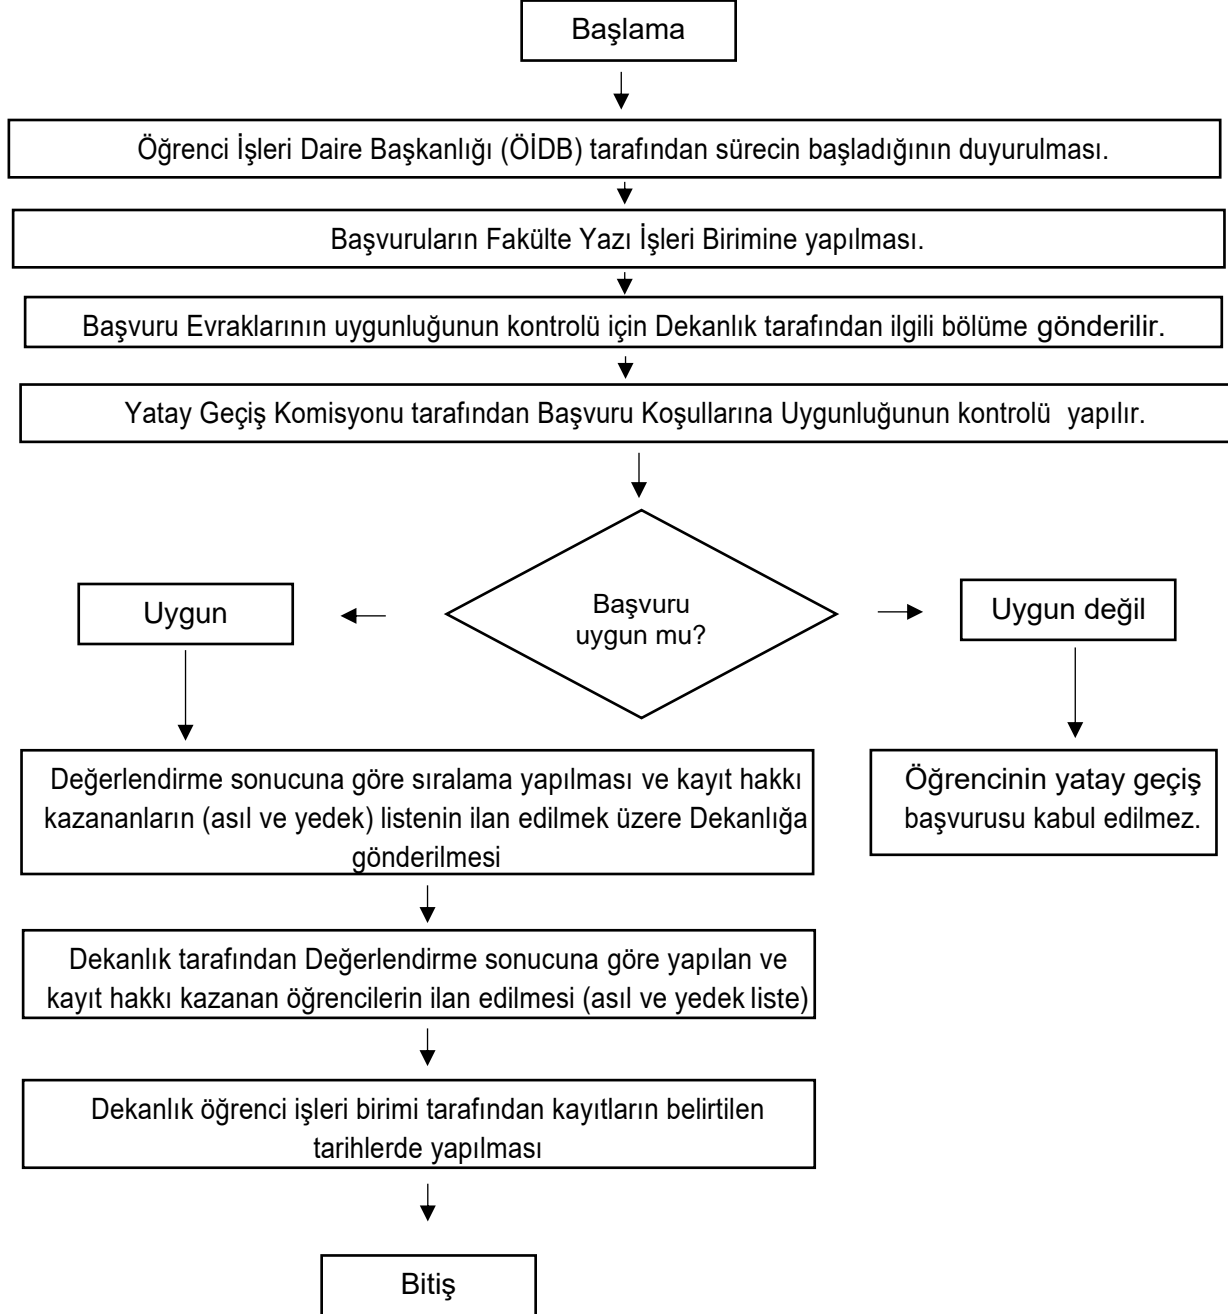 Başlama
Öğrenci İşleri Daire Başkanlığı (ÖİDB) tarafından sürecin başladığının duyurulması.
Başvuruların Fakülte Yazı İşleri Birimine yapılması.
Başvuru Evraklarının uygunluğunun kontrolü için Dekanlık tarafından ilgili bölüme gönderilir.
Yatay Geçiş Komisyonu tarafından Başvuru Koşullarına Uygunluğunun kontrolü yapılır.
Başvuru
uygun mu?
Uygun
Uygun değil
Değerlendirme sonucuna göre sıralama yapılması ve kayıt hakkı
kazananların (asıl ve yedek) listenin ilan edilmek üzere Dekanlığa
gönderilmesi
Öğrencinin yatay geçiş
başvurusu kabul edilmez.
Dekanlık tarafından Değerlendirme sonucuna göre yapılan ve
kayıt hakkı kazanan öğrencilerin ilan edilmesi (asıl ve yedek liste)
Dekanlık öğrenci işleri birimi tarafından kayıtların belirtilen
tarihlerde yapılması
Bitiş